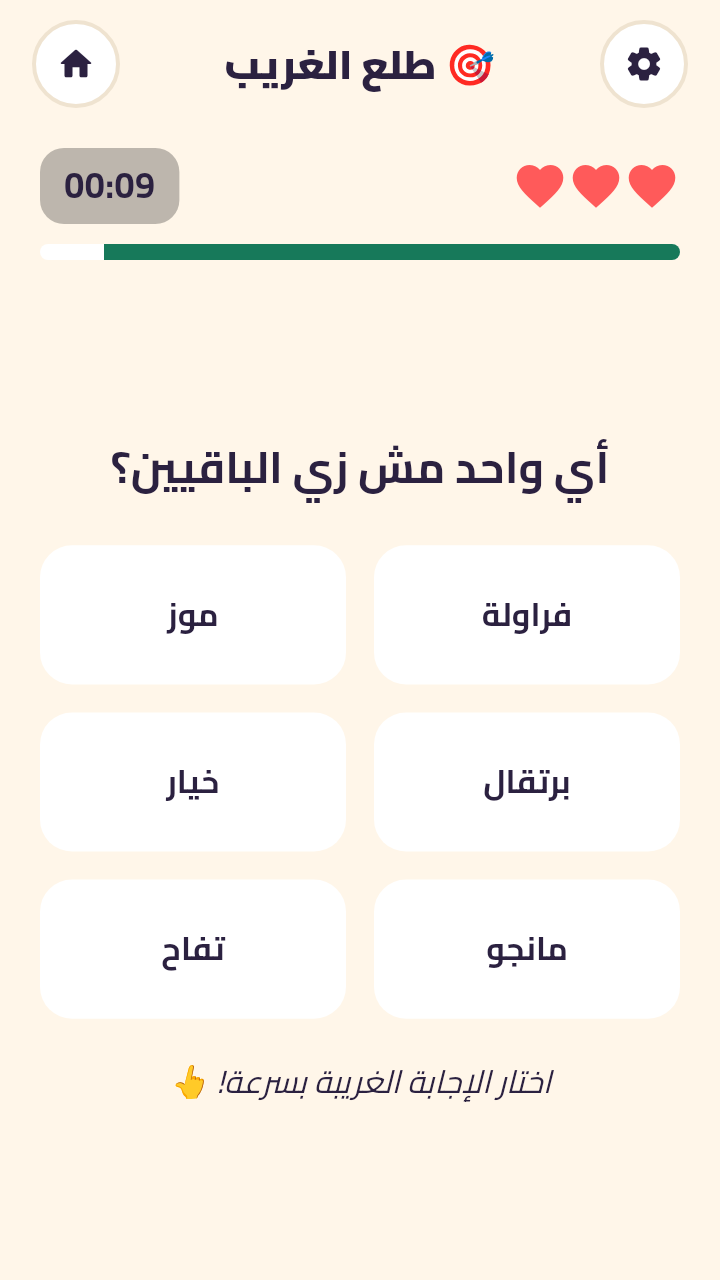 🎯 طلع الغريب
00:09
أي واحد مش زي الباقيين؟
فراولة
موز
برتقال
خيار
مانجو
تفاح
اختار الإجابة الغريبة بسرعة! 👆